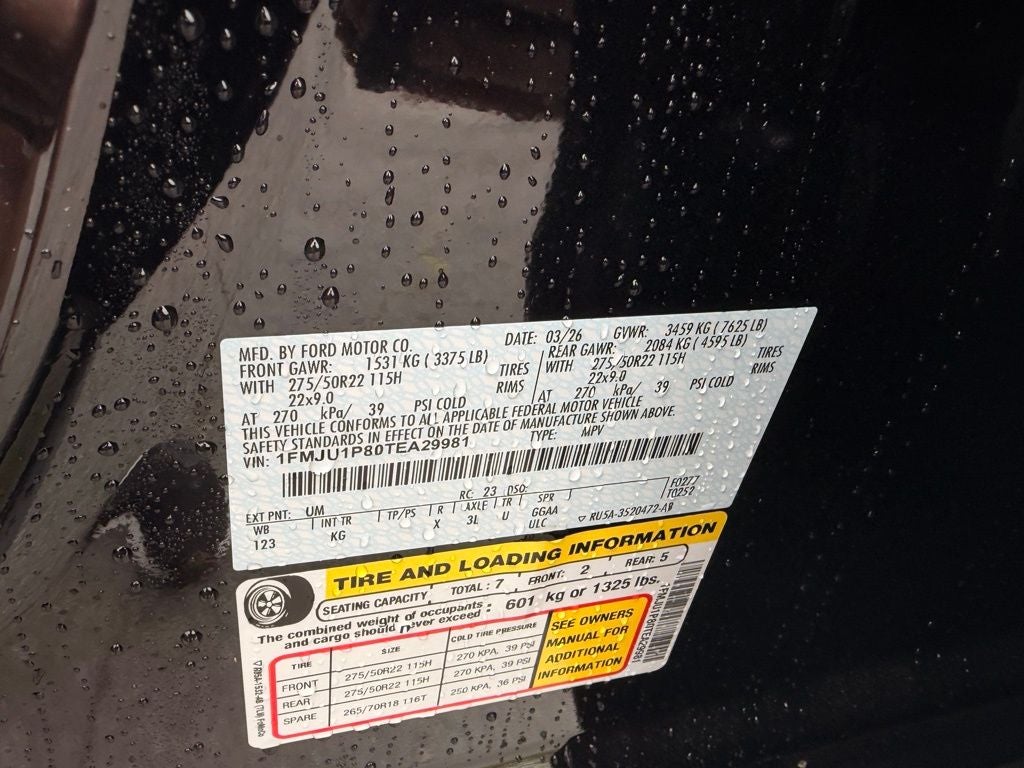 MFD. BY FORD MOTOR CO.
DATE: 03/26 GVWR: 3459 KG ( 7625 LB)
FRONT GAWR: 1531 KG ( 3375 LB)
REAR GAWR: 2084 KG ( 4595 LB)
WITH 275/50R22 115H TIRES
WITH 275/50R22 115H TIRES
22x9.0 RIMS
22x9.0 RIMS
AT 270 kPa/ 39 PSI COLD
AT 270 kPa/ 39 PSI COLD
THIS VEHICLE CONFORMS TO ALL APPLICABLE FEDERAL MOTOR VEHICLE
SAFETY STANDARDS IN EFFECT ON THE DATE OF MANUFACTURE SHOWN ABOVE.
VIN: 1FMJU1P80TEA29981 TYPE: MPV
EXT PNT: UM RC: 23 DSO: F0277
T0252
WB INT TR TP/PS R AXLE TR SPR
123 KG X 3L U GGAA
ULC
RU5A-3520472-AB
TIRE AND LOADING INFORMATION
SEATING CAPACITY TOTAL : 7 FRONT: 2 REAR: 5
The combined weight of occupants
and cargo should never exceed : 601 kg or 1325 lbs.
TIRE SIZE COLD TIRE PRESSURE
FRONT 275/50R22 115H 270 KPA, 39 PSI
REAR 275/50R22 115H 270 KPA, 39 PSI
SPARE 265/70R18 116T 250 KPA, 36 PSI
SEE OWNERS
MANUAL FOR
ADDITIONAL
INFORMATION
1FMJU1P80TEA29981